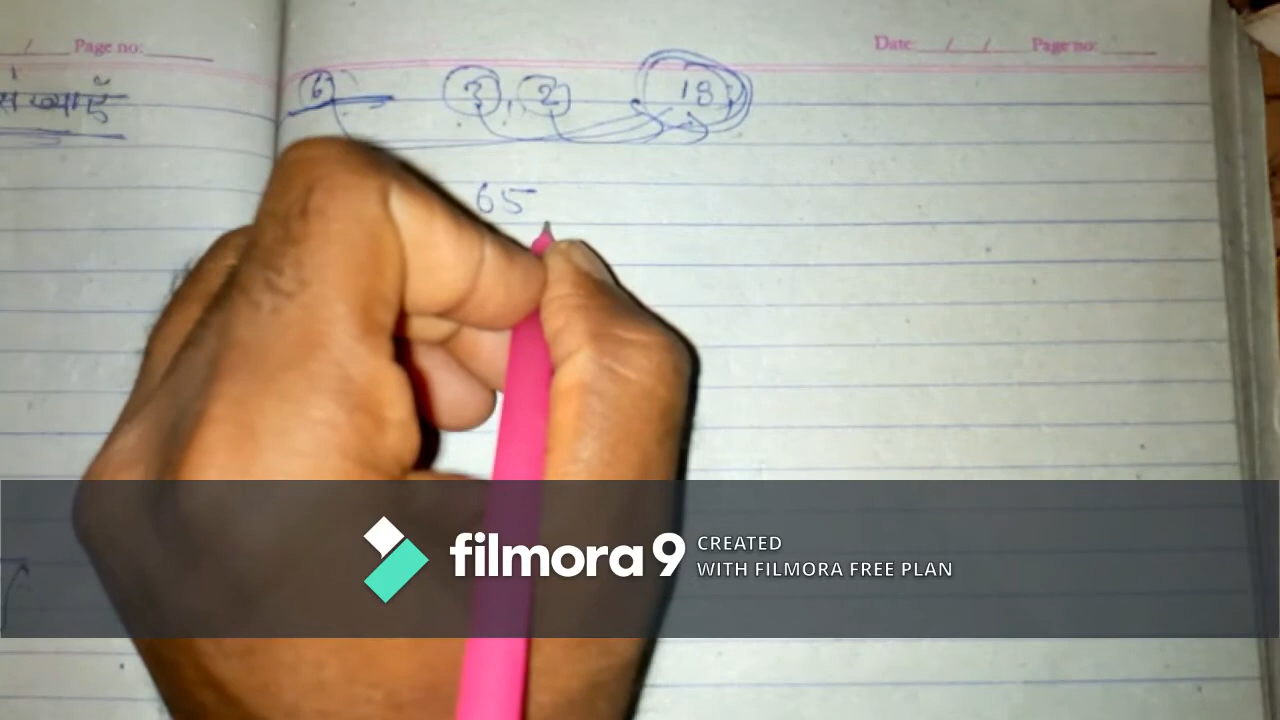 Page no:
Date: / / Page no:
6 3, 2 18
65
filmora 9 CREATED
WITH FILMORA FREE PLAN